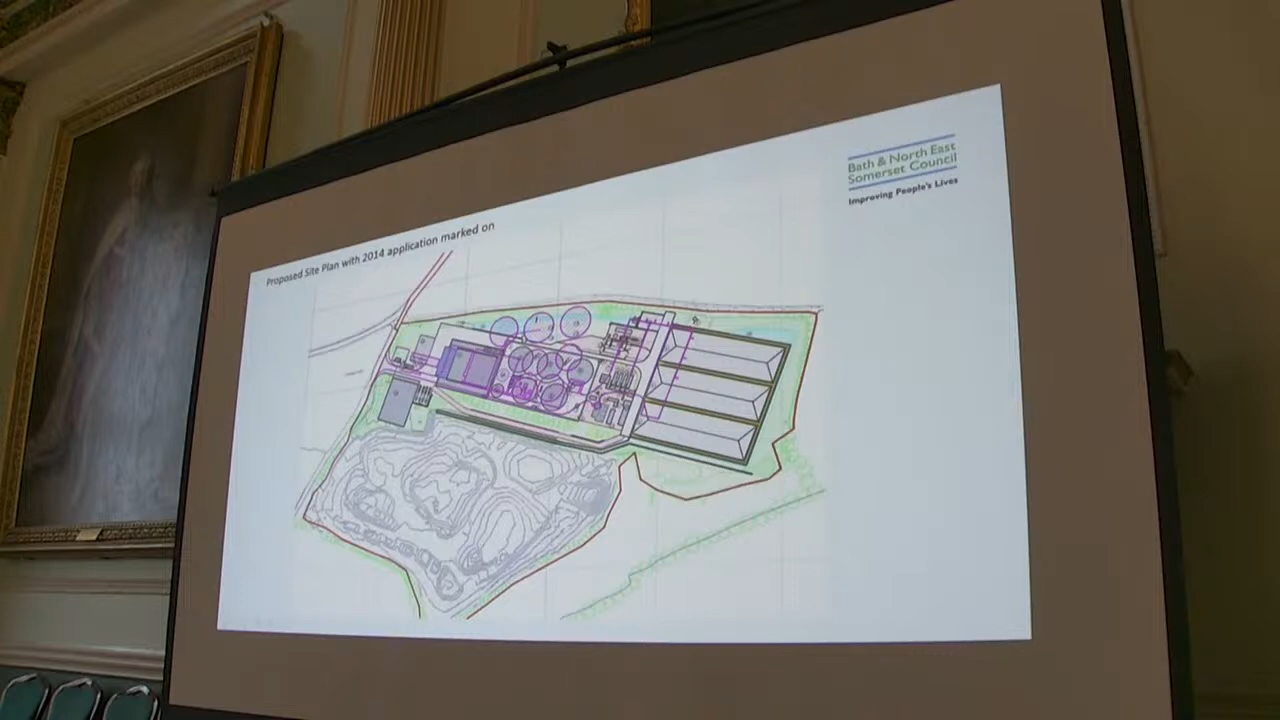 Bath & North East
Somerset Council
Improving People's Lives
Proposed Site Plan with 2014 application marked on